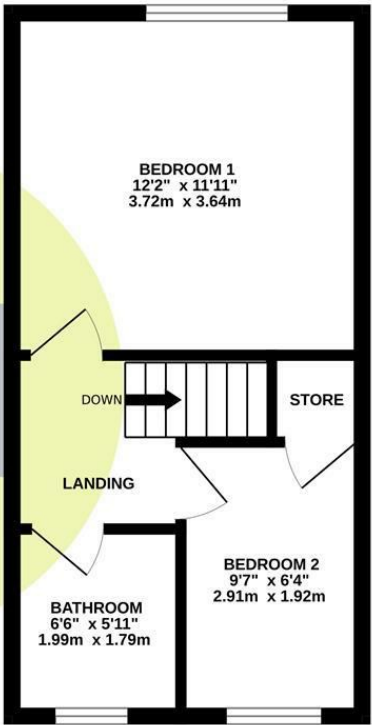 BEDROOM 1
12'2" x 11'11"
3.72m x 3.64m
DOWN
STORE
LANDING
BEDROOM 2
9'7" x 6'4"
2.91m x 1.92m
BATHROOM
6'6" x 5'11"
1.99m x 1.79m